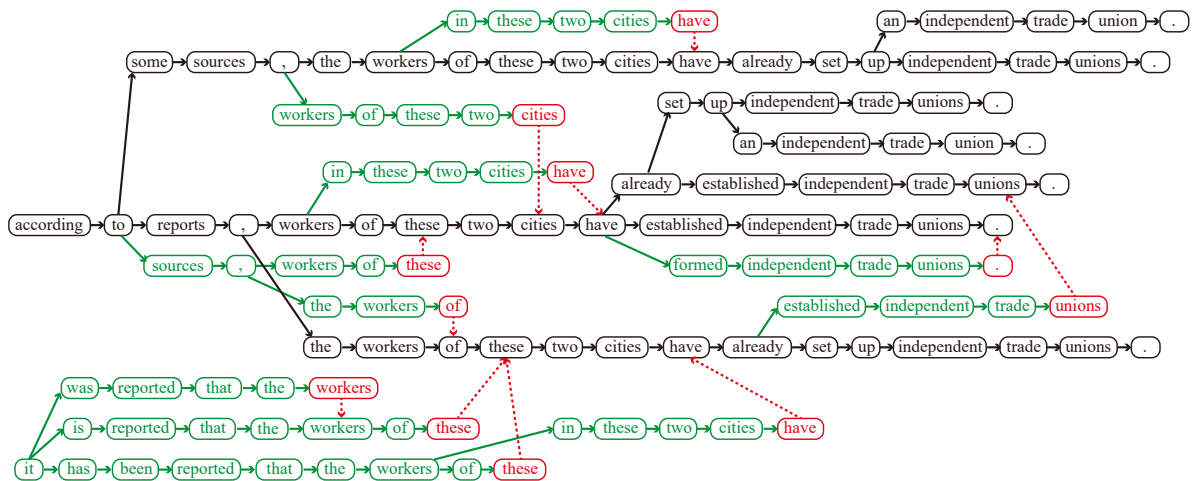 in these two cities have
an independent trade union .
some sources , the workers of these two cities have already set up independent trade unions .
workers of these two cities
set up independent trade unions .
an independent trade union .
in these two cities have
already established independent trade unions .
according to reports , workers of these two cities have established independent trade unions .
sources , workers of these
formed independent trade unions .
the workers of
established independent trade unions
the workers of these two cities have already set up independent trade unions .
was reported that the workers
is reported that the workers of these
in these two cities have
it has been reported that the workers of these